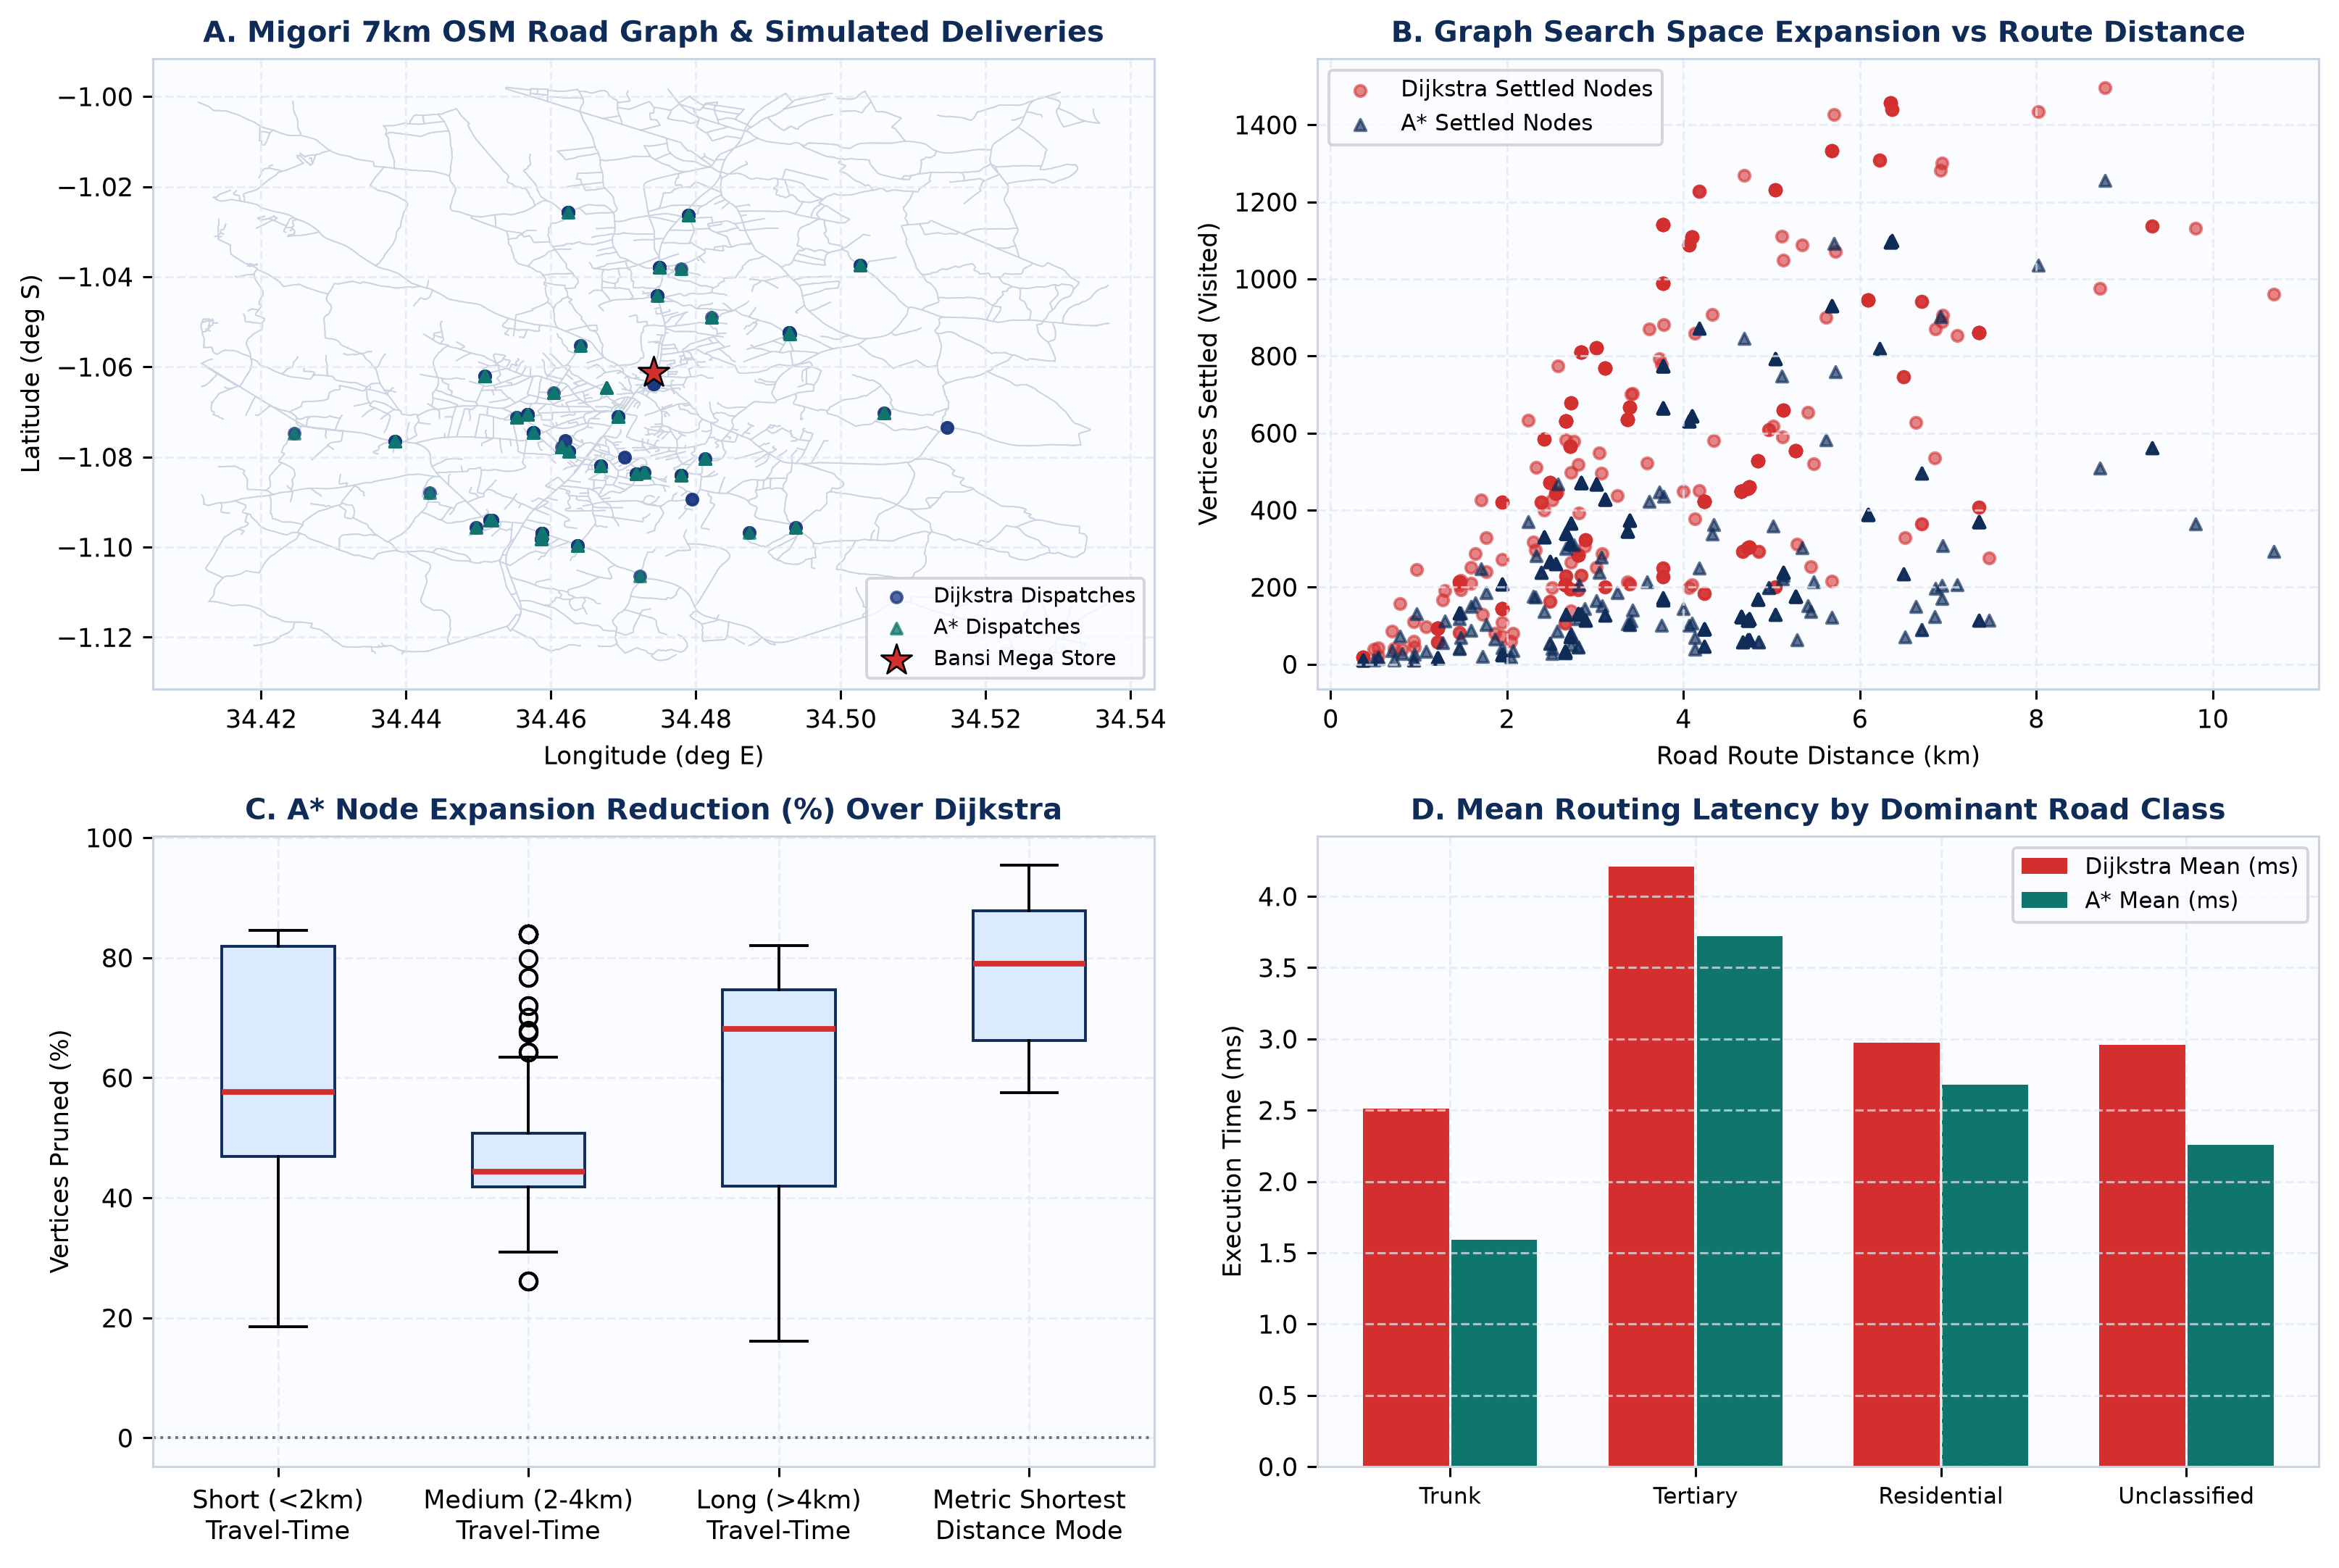 A. Migori 7km OSM Road Graph & Simulated Deliveries
−1.00
−1.02
−1.04
−1.06
−1.08
−1.10
−1.12
Latitude (deg S)
Dijkstra Dispatches
A* Dispatches
Bansi Mega Store
34.42
34.44
34.46
34.48
34.50
34.52
34.54
Longitude (deg E)
B. Graph Search Space Expansion vs Route Distance
Dijkstra Settled Nodes
A* Settled Nodes
1400
1200
1000
800
600
400
200
0
Vertices Settled (Visited)
0
2
4
6
8
10
Road Route Distance (km)
C. A* Node Expansion Reduction (%) Over Dijkstra
100
80
60
40
20
0
Vertices Pruned (%)
Short (<2km)
Travel-Time
Medium (2-4km)
Travel-Time
Long (>4km)
Travel-Time
Metric Shortest
Distance Mode
D. Mean Routing Latency by Dominant Road Class
Dijkstra Mean (ms)
A* Mean (ms)
4.0
3.5
3.0
2.5
2.0
1.5
1.0
0.5
0.0
Execution Time (ms)
Trunk
Tertiary
Residential
Unclassified